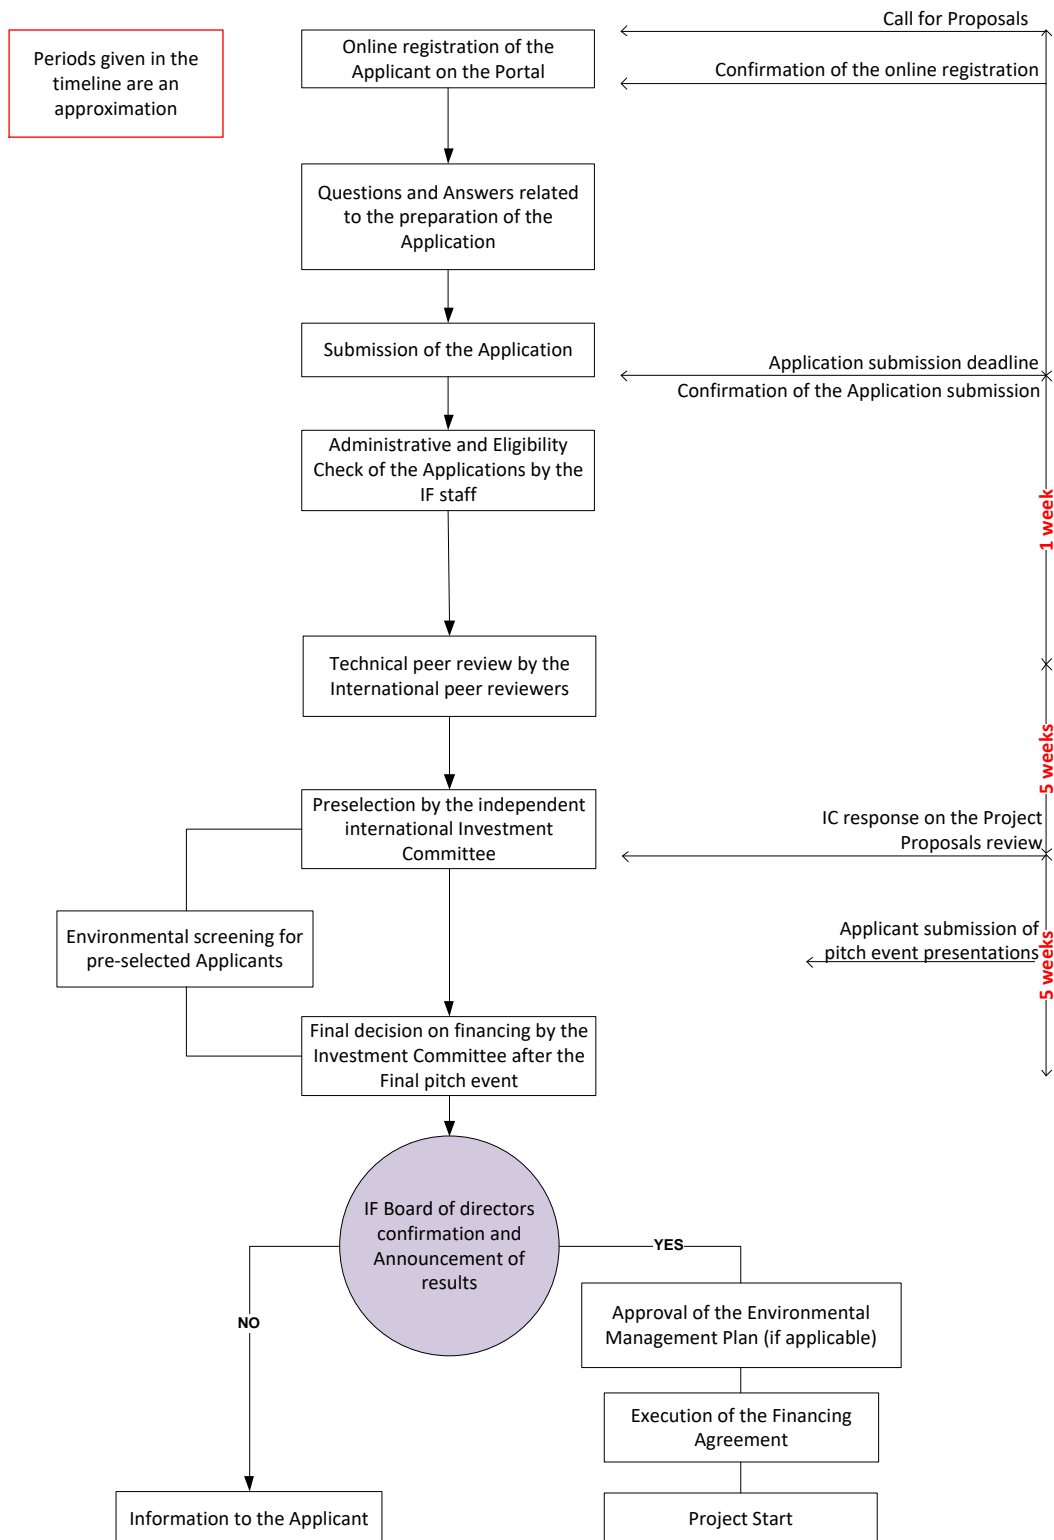 Periods given in the
timeline are an
approximation
Online registration of the
Applicant on the Portal
Call for Proposals
Confirmation of the online registration
Questions and Answers related
to the preparation of the
Application
Submission of the Application
Application submission deadline
Confirmation of the Application submission
Administrative and Eligibility
Check of the Applications by the
IF staff
1 week
Technical peer review by the
International peer reviewers
5 weeks
Preselection by the independent
international Investment
Committee
IC response on the Project
Proposals review
Environmental screening for
pre-selected Applicants
Applicant submission of
pitch event presentations
5 weeks
Final decision on financing by the
Investment Committee after the
Final pitch event
IF Board of directors
confirmation and
Announcement of
results
YES
NO
Approval of the Environmental
Management Plan (if applicable)
Execution of the Financing
Agreement
Information to the Applicant
Project Start